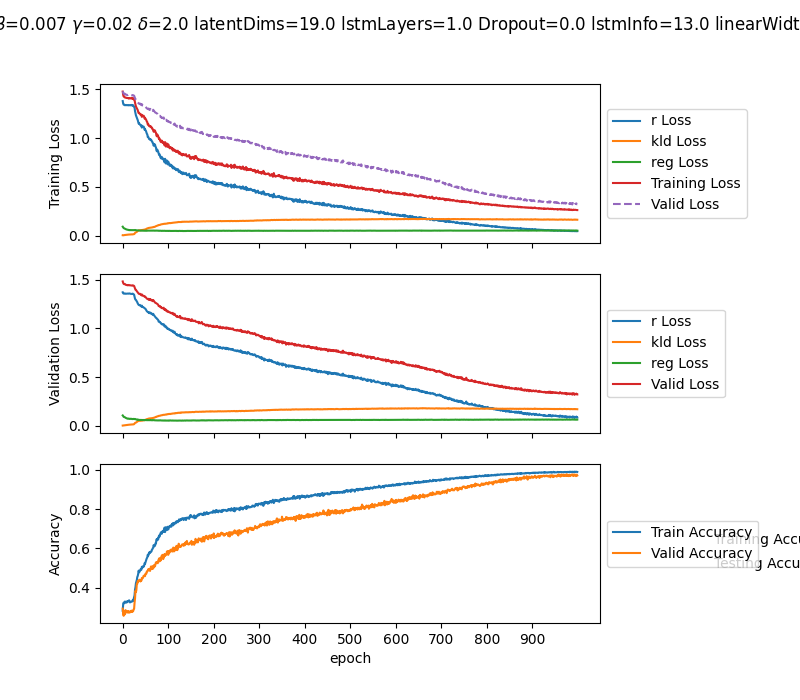 β=0.007 γ=0.02 δ=2.0 latentDims=19.0 lstmLayers=1.0 Dropout=0.0 lstmInfo=13.0 linearWidt
1.5
1.0
0.5
0.0
Training Loss
r Loss
kld Loss
reg Loss
Training Loss
Valid Loss
1.5
1.0
0.5
0.0
Validation Loss
r Loss
kld Loss
reg Loss
Valid Loss
1.0
0.8
0.6
0.4
Accuracy
Train Accuracy
Valid Accuracy
Training Accu
Testing Accu
0 100 200 300 400 500 600 700 800 900
epoch